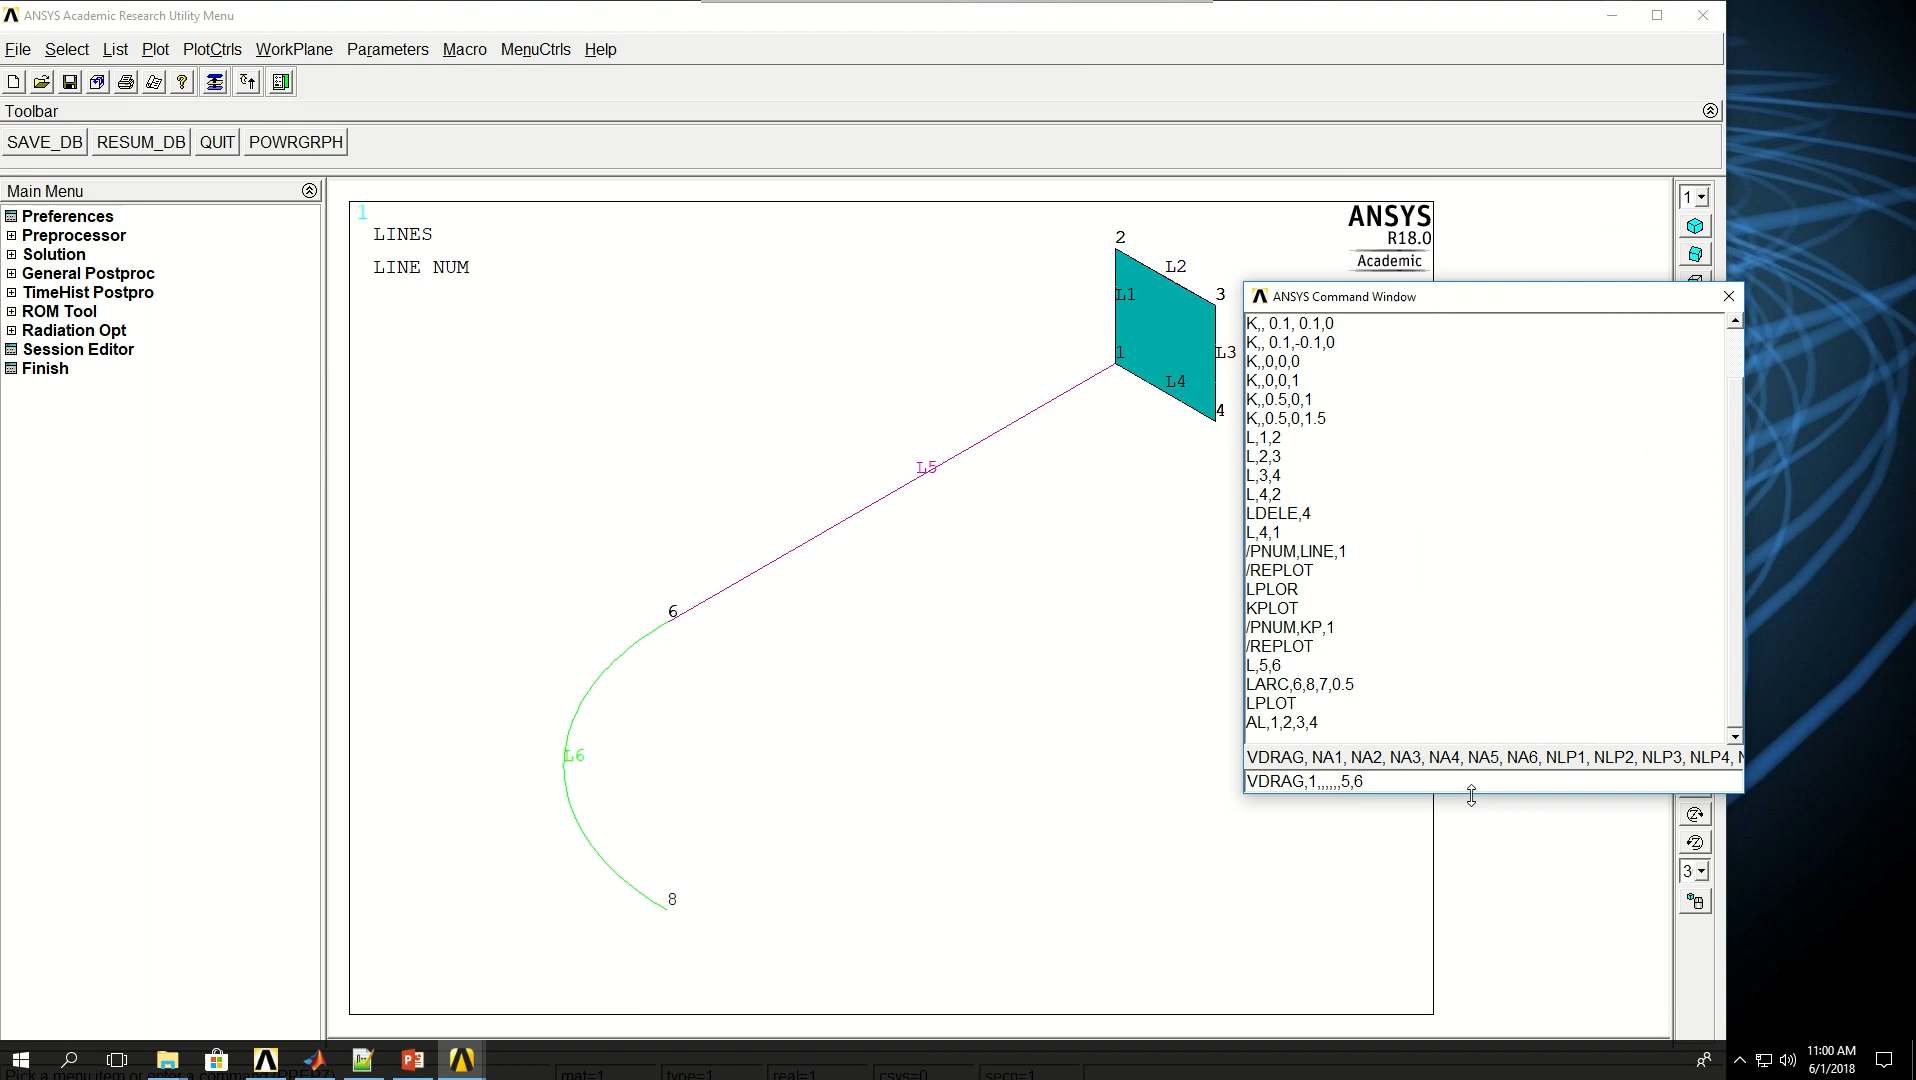 ANSYS Academic Research Utility Menu
File Select List Plot PlotCtrls WorkPlane Parameters Macro MenuCtrls Help
Toolbar
SAVE_DB RESUM_DB QUIT POWRGRPH
Main Menu
Preferences
Preprocessor
Solution
General Postproc
TimeHist Postpro
ROM Tool
Radiation Opt
Session Editor
Finish
1
LINES
LINE NUM
ANSYS
R18.0
Academic
2
L2
L1
3
1
L3
L4
4
L5
6
L6
8
1
3
ANSYS Command Window
K,, 0.1, 0.1,0
K,, 0.1,-0.1,0
K,,0,0,0
K,,0,0,1
K,,0.5,0,1
K,,0.5,0,1.5
L,1,2
L,2,3
L,3,4
L,4,2
LDELE,4
L,4,1
/PNUM,LINE,1
/REPLOT
LPLOR
KPLOT
/PNUM,KP,1
/REPLOT
L,5,6
LARC,6,8,7,0.5
LPLOT
AL,1,2,3,4
VDRAG, NA1, NA2, NA3, NA4, NA5, NA6, NLP1, NLP2, NLP3, NLP4,
VDRAG,1,,,,,,5,6
Pick a menu item or enter a command (PREP7)
mat=1 type=1 real=1 csys=0 secn=1
11:00 AM
6/1/2018